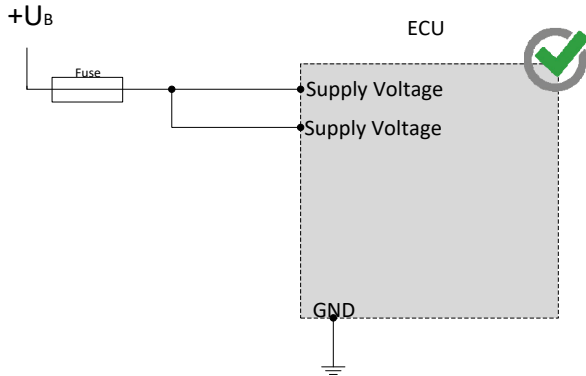 +UB
ECU
Fuse
Supply Voltage
Supply Voltage
GND